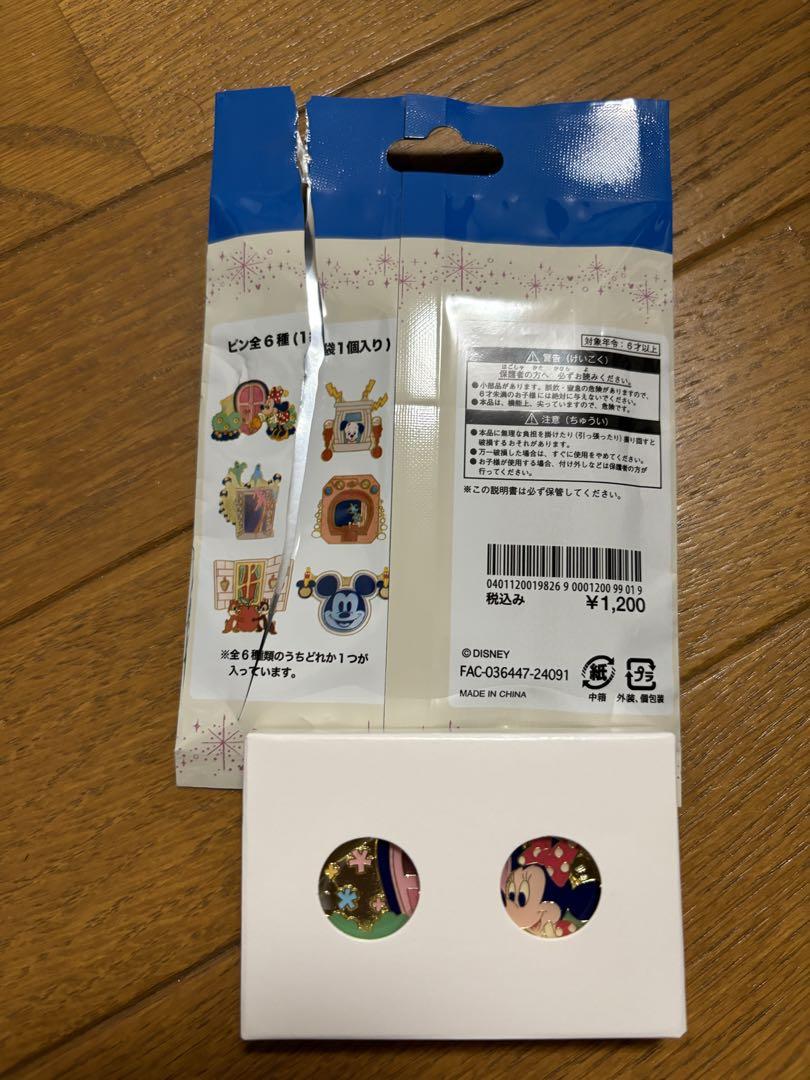 ピン全6種(1袋1個入り)
※全6種類のうちどれか1つが
入っています。
対象年令：6才以上
警告(けいこく)
保護者の方へ 必ずお読みください。
●小部品があります。誤飲・窒息の危険がありますので、
6才未満のお子様には絶対に与えないでください。
●本品は、機能上、尖っていますので、危険です。
注意(ちゅうい)
●本品に無理な負担を掛けたり(引っ張ったり)擦り回すと
破損するおそれがあります。
●万一破損した場合は、すぐに使用をやめてください。
●お子様が使用する場合、付け外しなどは保護者の方が
行ってください。
※この説明書は必ず保管してください。
0401120019826 9 0001200 99 01 9
税込み ¥1,200
© DISNEY
FAC-036447-24091
MADE IN CHINA
紙
中箱
プラ
外装、個包装